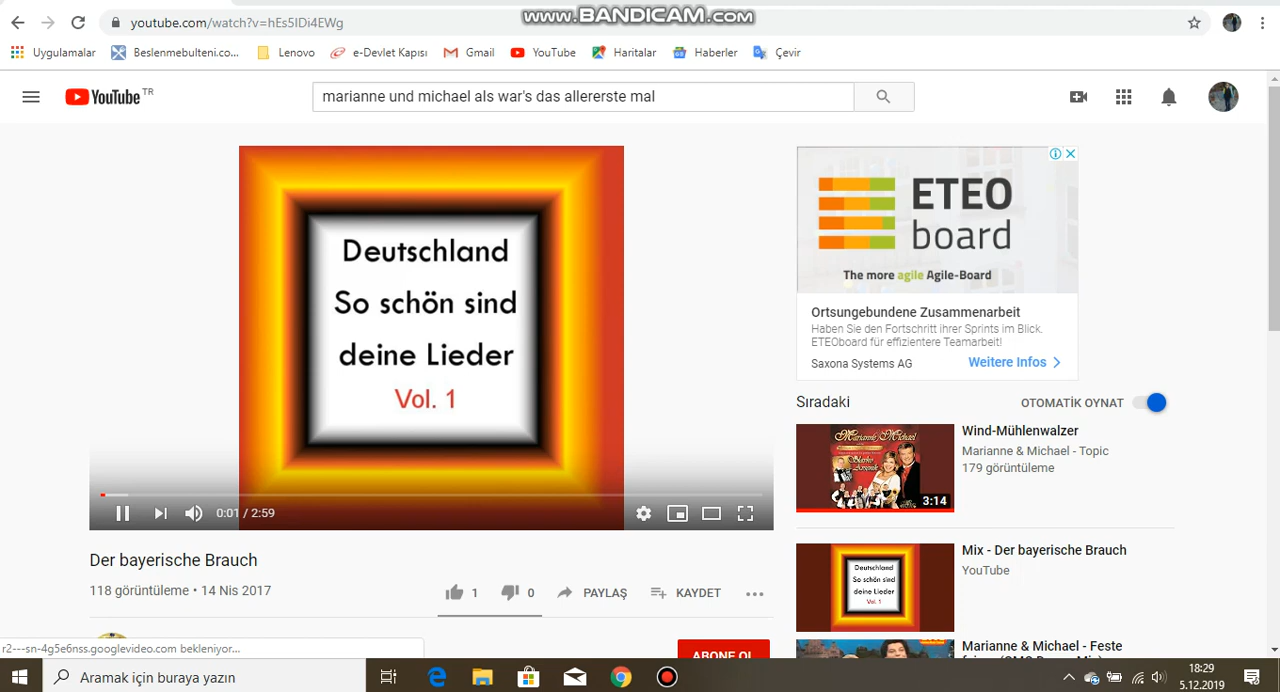 youtube.com/watch?v=hEs5IDi4EWg
www.BANDICAM.com
Uygulamalar
Beslenmebulteni.co...
Lenovo
e-Devlet Kapısı
Gmail
YouTube
Haritalar
Haberler
Çevir
YouTube TR
marianne und michael als war's das allererste mal
Deutschland
So schön sind
deine Lieder
Vol. 1
0:01 / 2:59
Der bayerische Brauch
118 görüntüleme • 14 Nis 2017
1
0
PAYLAŞ
KAYDET
ABONE OL
ETEO
board
The more agile Agile-Board
Ortsungebundene Zusammenarbeit
Haben Sie den Fortschritt ihrer Sprints im Blick.
ETEOboard für effizientere Teamarbeit!
Saxona Systems AG
Weitere Infos
Sıradaki
OTOMATİK OYNAT
Marianne & Michael
3:14
Wind-Mühlenwalzer
Marianne & Michael - Topic
179 görüntüleme
Deutschland
So schön sind
deine Lieder
Vol. 1
Mix - Der bayerische Brauch
YouTube
Marianne & Michael - Feste
r2---sn-4g5e6nss.googlevideo.com bekleniyor...
Aramak için buraya yazın
18:29
5.12.2019